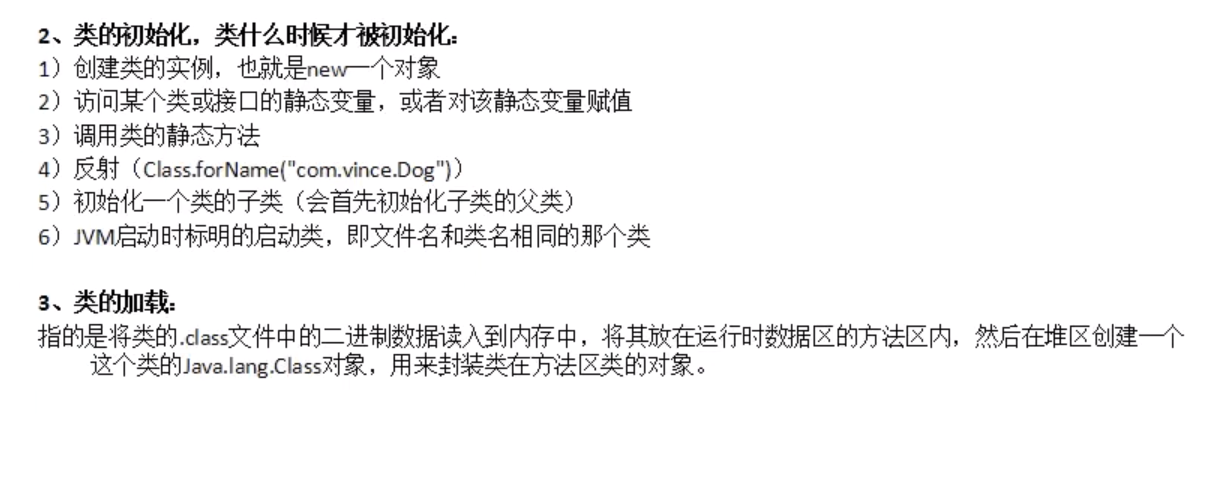 2、类的初始化，类什么时候才被初始化：
1）创建类的实例，也就是new一个对象
2）访问某个类或接口的静态变量，或者对该静态变量赋值
3）调用类的静态方法
4）反射（Class.forName("com.vince.Dog")）
5）初始化一个类的子类（会首先初始化子类的父类）
6）JVM启动时标明的启动类，即文件名和类名相同的那个类
3、类的加载：
指的是将类的.class文件中的二进制数据读入到内存中，将其放在运行时数据区的方法区内，然后在堆区创建一个
这个类的Java.lang.Class对象，用来封装类在方法区类的对象。